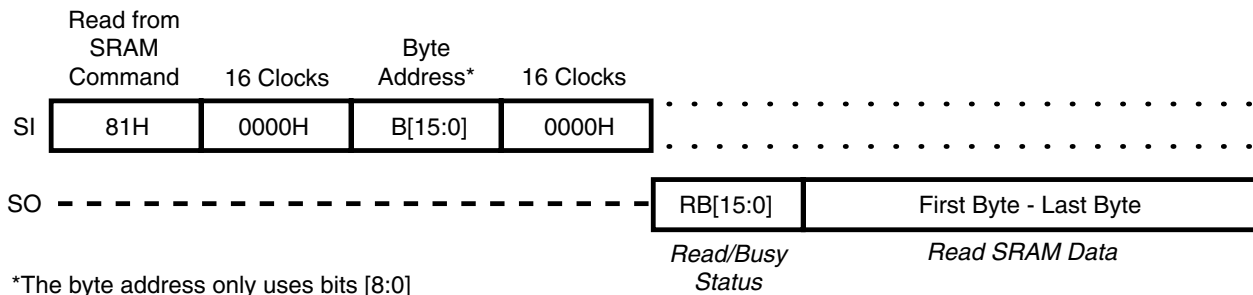 Read from
SRAM
Command
16 Clocks
Byte
Address*
16 Clocks
SI
81H
0000H
B[15:0]
0000H
SO
RB[15:0]
First Byte - Last Byte
Read/Busy
Status
Read SRAM Data
*The byte address only uses bits [8:0]